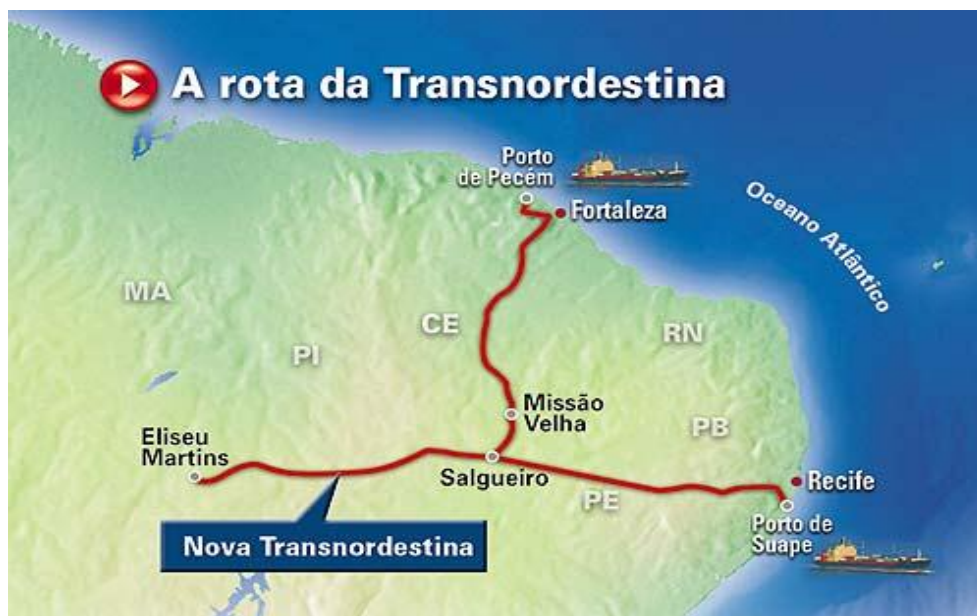 A rota da Transnordestina
Porto
de Pecém
Fortaleza
Oceano Atlântico
MA
CE
RN
PI
Missão
Velha
PB
Eliseu
Martins
Salgueiro
Recife
PE
Porto de
Suape
Nova Transnordestina